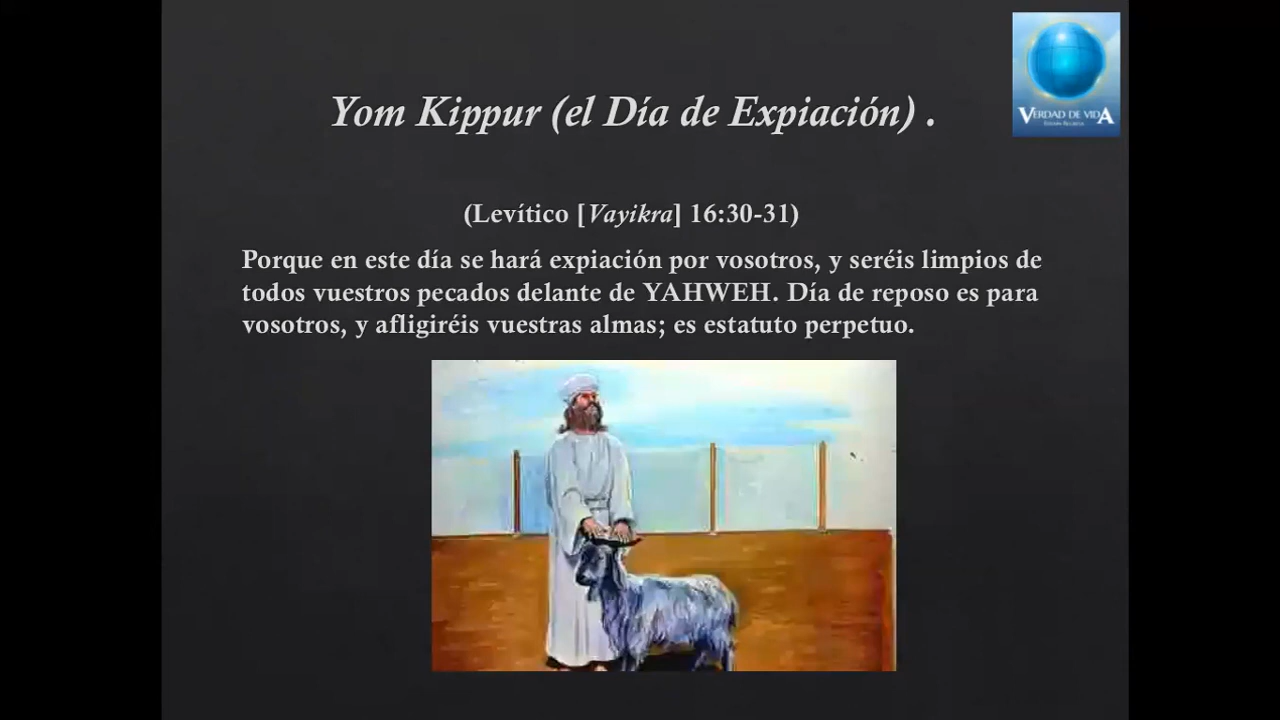 Yom Kippur (el Día de Expiación) .
VERDAD DE VIDA
(Levítico [Vayikra] 16:30-31)
Porque en este día se hará expiación por vosotros, y seréis limpios de
todos vuestros pecados delante de YAHWEH. Día de reposo es para
vosotros, y afligiréis vuestras almas; es estatuto perpetuo.